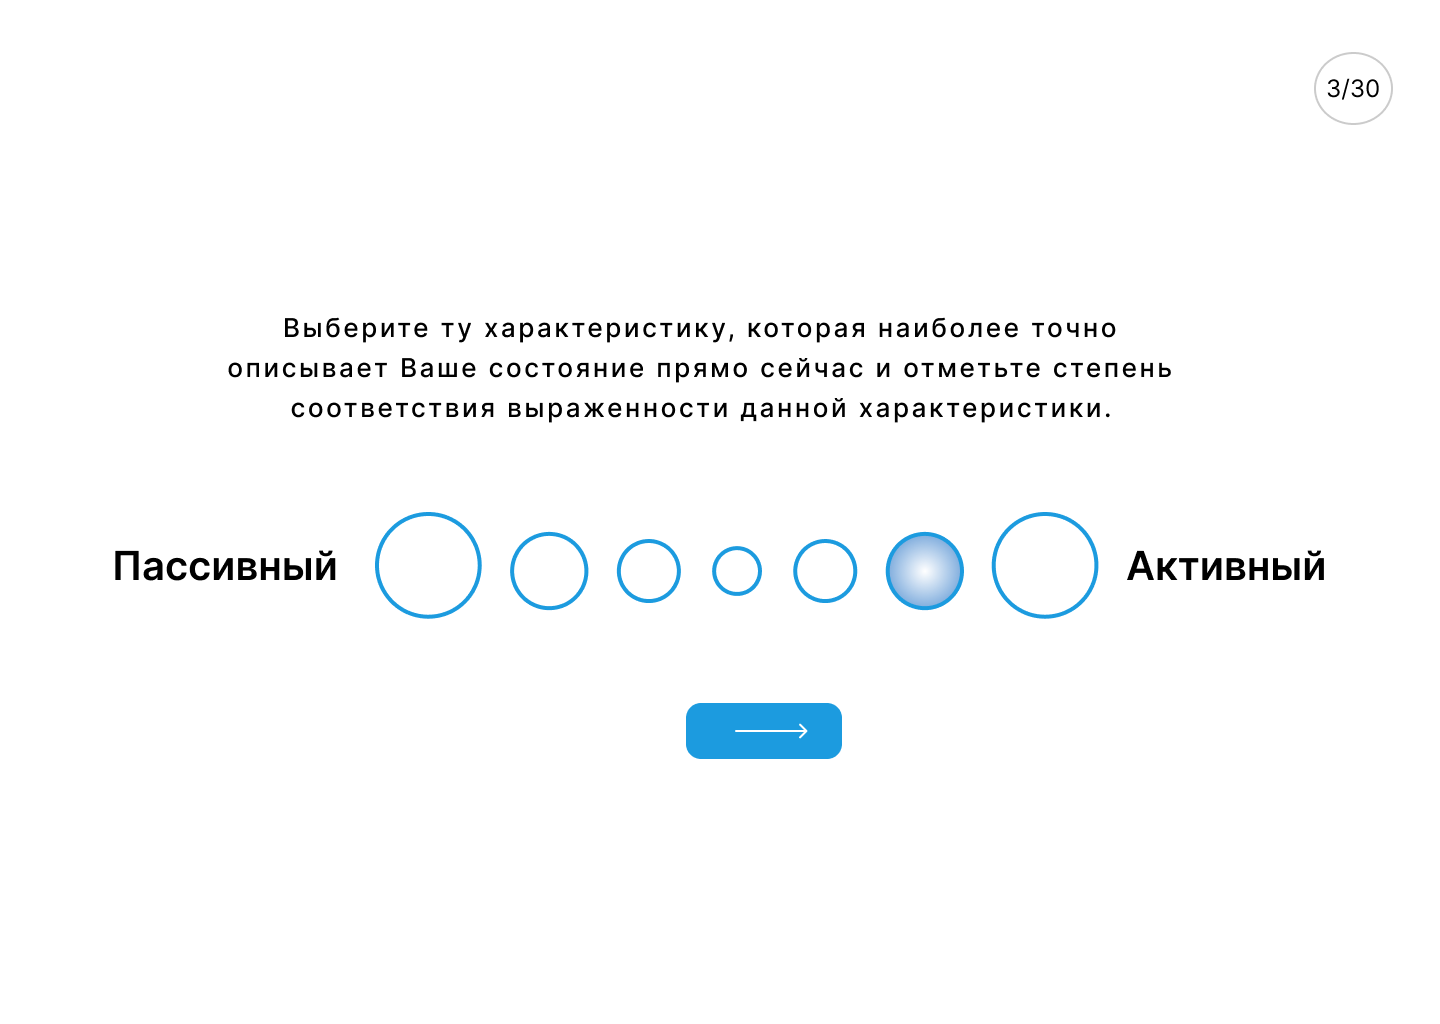 3/30
Выберите ту характеристику, которая наиболее точно
описывает Ваше состояние прямо сейчас и отметьте степень
соответствия выраженности данной характеристики.
Пассивный
Активный